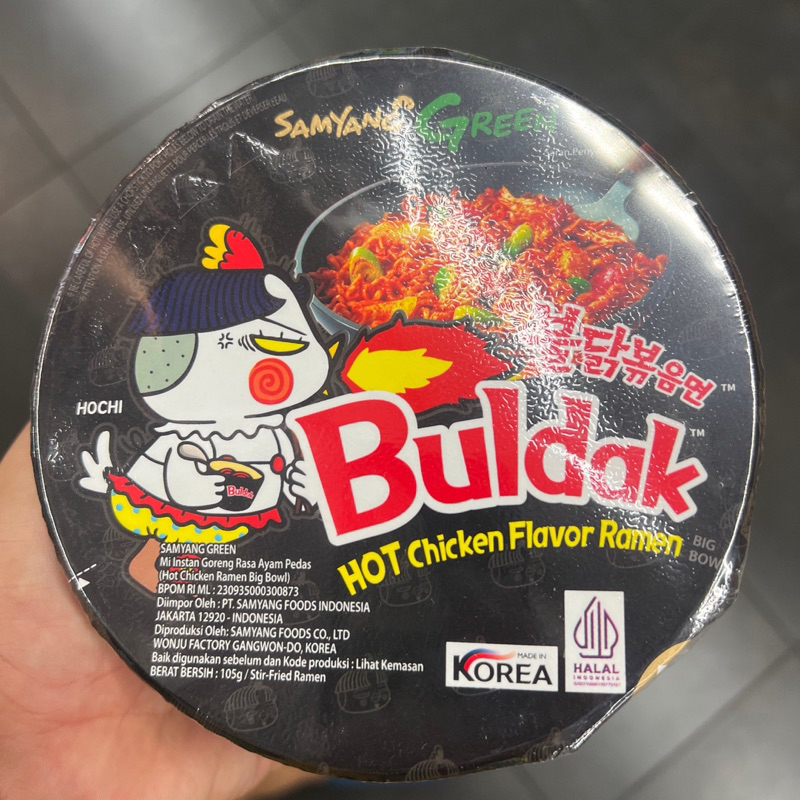 SAMYANG GREEN
불닭볶음면 ™
HOCHI
Buldak
Buldak ™
HOT Chicken Flavor Ramen
BIG
BOWL
SAMYANG GREEN
Mi Instan Goreng Rasa Ayam Pedas
(Hot Chicken Ramen Big Bowl)
BPOM RI ML : 230935000300873
Diimpor Oleh : PT. SAMYANG FOODS INDONESIA
JAKARTA 12920 - INDONESIA
Diproduksi Oleh: SAMYANG FOODS CO., LTD
WONJU FACTORY GANGWON-DO, KOREA
Baik digunakan sebelum dan Kode produksi : Lihat Kemasan
BERAT BERSIH : 105g / Stir-Fried Ramen
MADE IN
KOREA
HALAL
INDONESIA